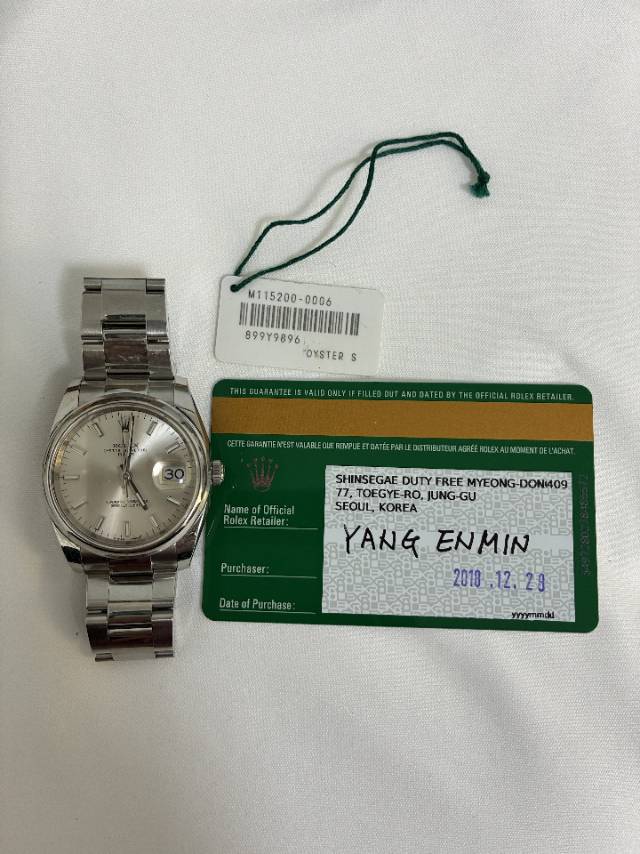 M115200-0006
899Y9896
OYSTER S
THIS GUARANTEE IS VALID ONLY IF FILLED OUT AND DATED BY THE OFFICIAL ROLEX RETAILER.
CETTE GARANTIE N'EST VALABLE QUE REMPLIE ET DATÉE PAR LE DISTRIBUTEUR AGRÉÉ ROLEX AU MOMENT DE L'ACHAT.
SHINSEGAE DUTY FREE MYEONG-DON(409
77, TOEGYE-RO, JUNG-GU
SEOUL, KOREA
Name of Official
Rolex Retailer:
YANG ENMIN
Purchaser:
2018.12.29
Date of Purchase:
yyyymmdd
ROLEX
30